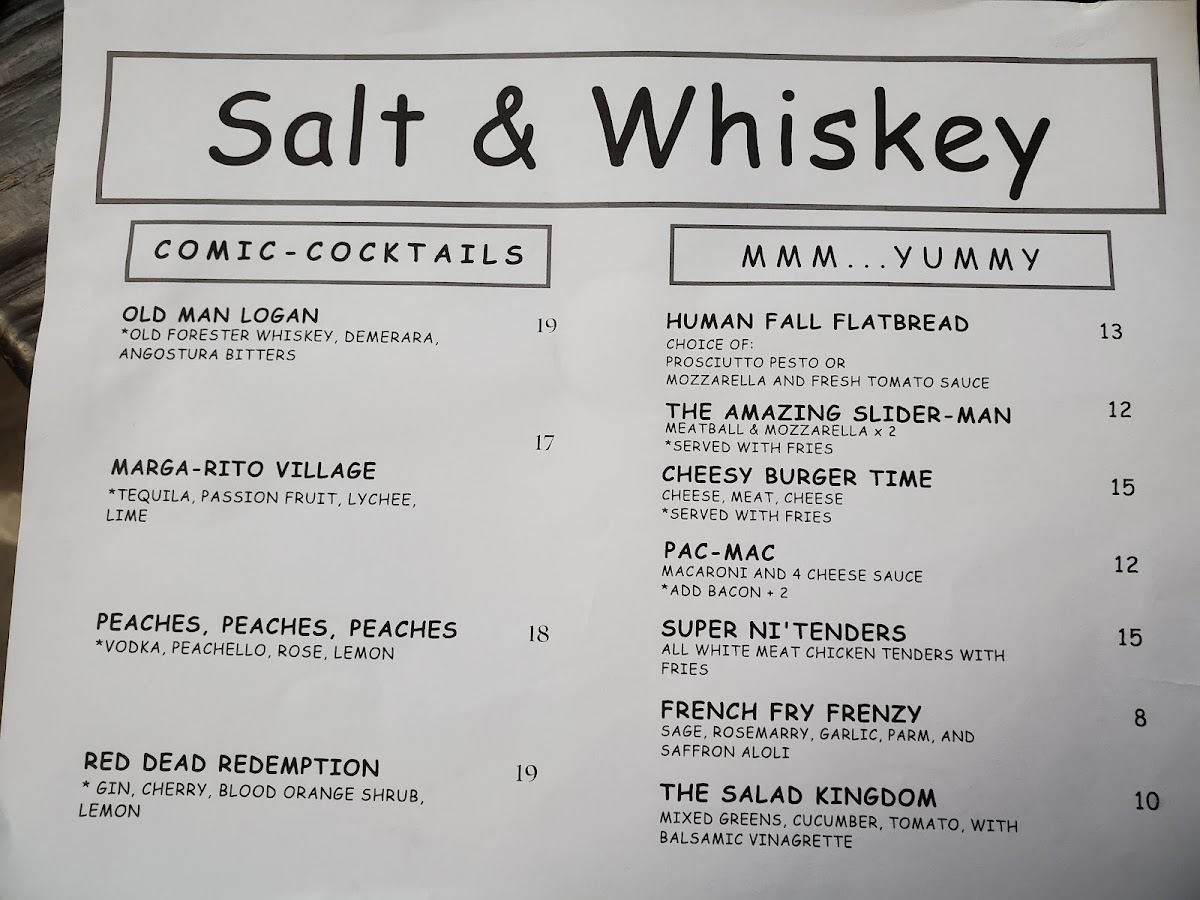 Salt & Whiskey
COMIC-COCKTAILS
OLD MAN LOGAN 19
*OLD FORESTER WHISKEY, DEMERARA,
ANGOSTURA BITTERS
17
MARGA-RITO VILLAGE
*TEQUILA, PASSION FRUIT, LYCHEE,
LIME
PEACHES, PEACHES, PEACHES 18
*VODKA, PEACHELLO, ROSE, LEMON
RED DEAD REDEMPTION 19
* GIN, CHERRY, BLOOD ORANGE SHRUB,
LEMON
MMM...YUMMY
HUMAN FALL FLATBREAD 13
CHOICE OF:
PROSCIUTTO PESTO OR
MOZZARELLA AND FRESH TOMATO SAUCE
THE AMAZING SLIDER-MAN 12
MEATBALL & MOZZARELLA x 2
*SERVED WITH FRIES
CHEESY BURGER TIME 15
CHEESE, MEAT, CHEESE
*SERVED WITH FRIES
PAC-MAC 12
MACARONI AND 4 CHEESE SAUCE
*ADD BACON + 2
SUPER NI'TENDERS 15
ALL WHITE MEAT CHICKEN TENDERS WITH
FRIES
FRENCH FRY FRENZY 8
SAGE, ROSEMARRY, GARLIC, PARM, AND
SAFFRON ALOLI
THE SALAD KINGDOM 10
MIXED GREENS, CUCUMBER, TOMATO, WITH
BALSAMIC VINAGRETTE